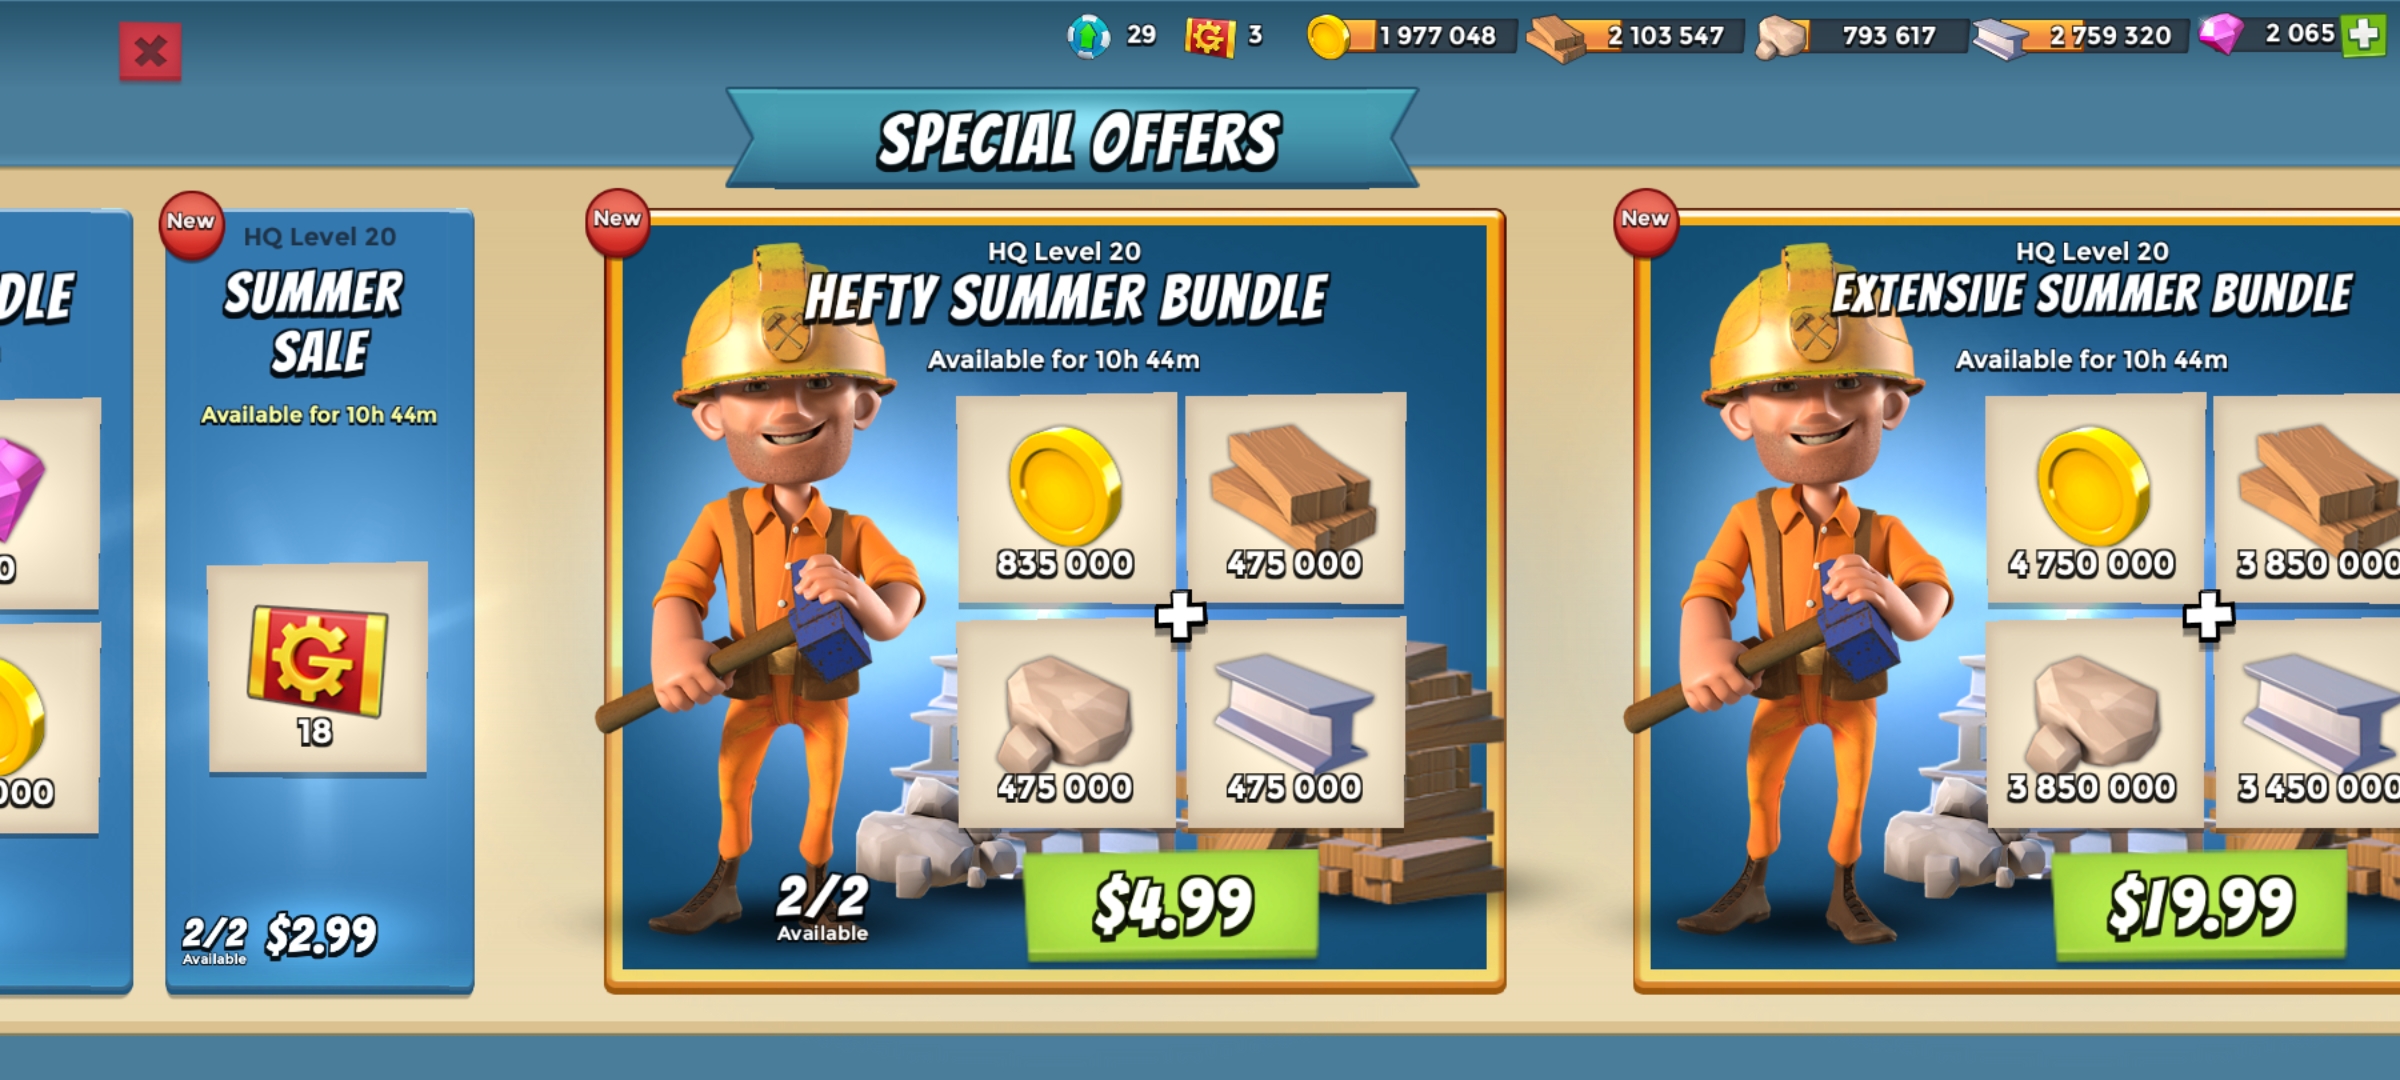 29 3 1 977 048 2 103 547 793 617 2 759 320 2 065
SPECIAL OFFERS
New
HQ Level 20
SUMMER
SALE
Available for 10h 44m
G
18
2/2
Available
$2.99
New
HQ Level 20
HEFTY SUMMER BUNDLE
Available for 10h 44m
835 000
475 000
475 000
475 000
2/2
Available
$4.99
New
HQ Level 20
EXTENSIVE SUMMER BUNDLE
Available for 10h 44m
4 750 000
3 850 000
3 850 000
3 450 000
$19.99